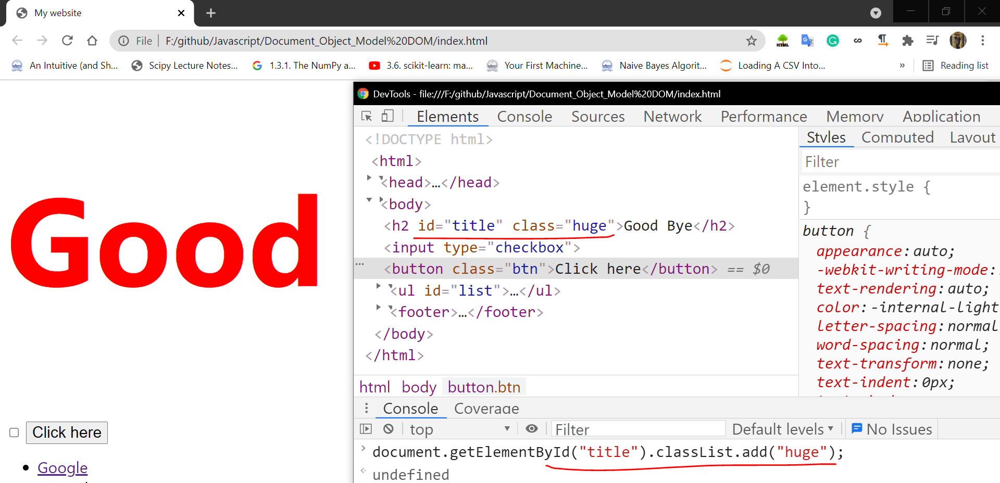 My website
File F:/github/Javascript/Document_Object_Model%20DOM/index.html
An Intuitive (and Sh... Scipy Lecture Notes... 1.3.1. The NumPy a... 3.6. scikit-learn: ma... Your First Machine... Naive Bayes Algorit... Loading A CSV Into... » Reading list
DevTools - file:///F:/github/Javascript/Document_Object_Model%20DOM/index.html
Elements Console Sources Network Performance Memory Application
<!DOCTYPE html>
<html>
<head>…</head>
<body>
<h2 id="title" class="huge">Good Bye</h2>
<input type="checkbox">
<button class="btn">Click here</button> == $0
<ul id="list">…</ul>
<footer>…</footer>
</body>
</html>
html body button.btn
Styles Computed Layout
Filter
element.style {
}
button {
appearance: auto;
-webkit-writing-mode:
text-rendering: auto;
color: -internal-light
letter-spacing: normal;
word-spacing: normal;
text-transform: none;
text-indent: 0px;
Console Coverage
top Filter Default levels No Issues
document.getElementById("title").classList.add("huge");
undefined
Good
Click here
Google